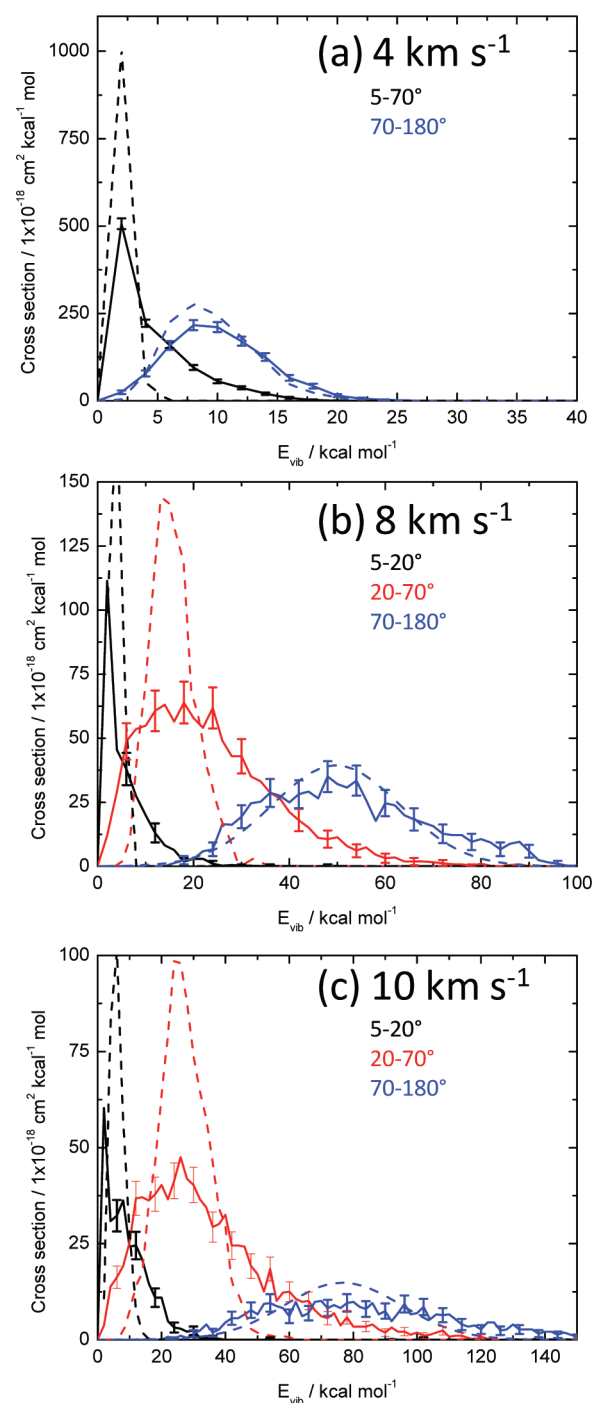 (a) 4 km s⁻¹
5-70°
70-180°
Cross section / 1x10⁻¹⁸ cm² kcal⁻¹ mol
1000
750
500
250
0
0 5 10 15 20 25 30 35 40
E_vib / kcal mol⁻¹
(b) 8 km s⁻¹
5-20°
20-70°
70-180°
Cross section / 1x10⁻¹⁸ cm² kcal⁻¹ mol
150
125
100
75
50
25
0
0 20 40 60 80 100
E_vib / kcal mol⁻¹
(c) 10 km s⁻¹
5-20°
20-70°
70-180°
Cross section / 1x10⁻¹⁸ cm² kcal⁻¹ mol
100
75
50
25
0
0 20 40 60 80 100 120 140
E_vib / kcal mol⁻¹